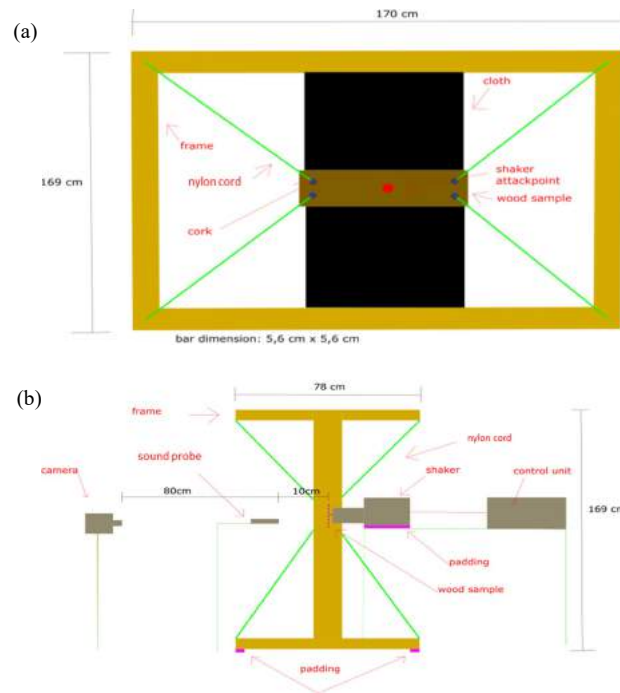 (a)
170 cm
cloth
frame
169 cm
nylon cord
shaker
attackpoint
wood sample
cork
bar dimension: 5,6 cm x 5,6 cm
(b)
78 cm
frame
nylon cord
sound probe
shaker
control unit
camera
80cm
10cm
169 cm
padding
wood sample
padding